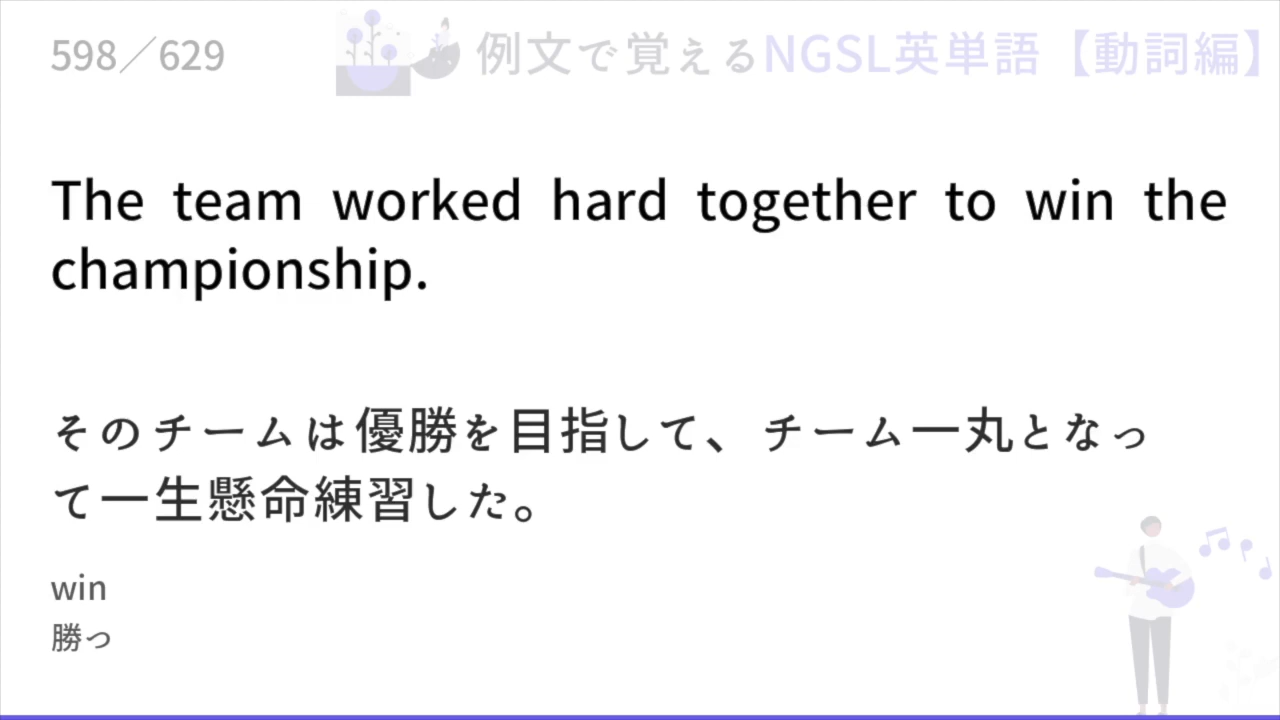 598／629
例文で覚えるNGSL英単語【動詞編】
The team worked hard together to win the
championship.
そのチームは優勝を目指して、チーム一丸となっ
て一生懸命練習した。
win
勝つ